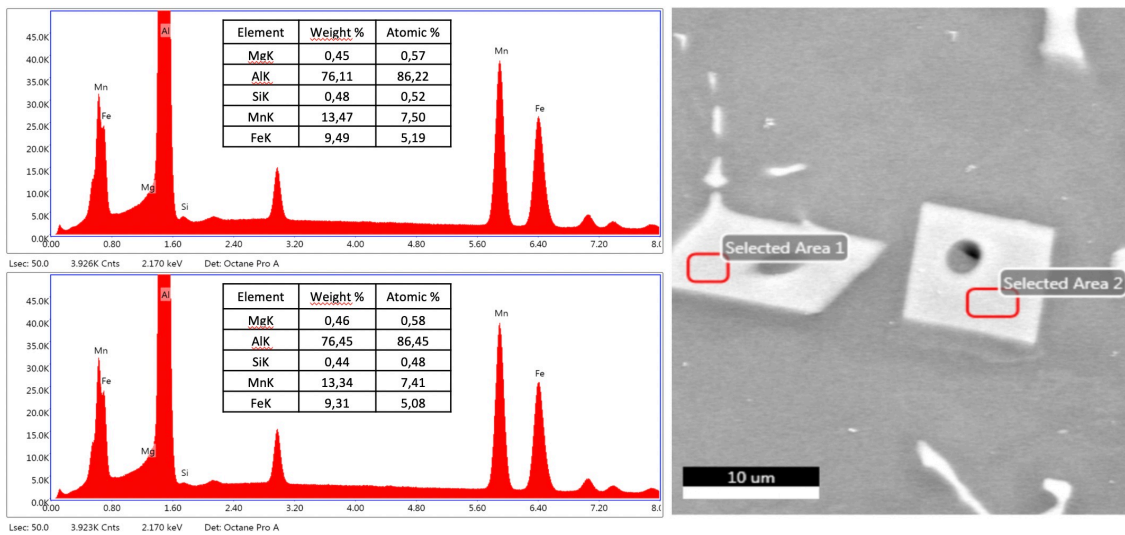 45.0K
40.0K
35.0K
30.0K
25.0K
20.0K
15.0K
10.0K
5.0K
0.0K
0.00 0.80 1.60 2.40 3.20 4.00 4.80 5.60 6.40 7.20 8.0
Mn
Fe
Mg
Al
Si
Mn
Fe
Element Weight % Atomic %
MgK 0,45 0,57
AlK 76,11 86,22
SiK 0,48 0,52
MnK 13,47 7,50
FeK 9,49 5,19
Lsec: 50.0 3.926K Cnts 2.170 keV Det: Octane Pro A
45.0K
40.0K
35.0K
30.0K
25.0K
20.0K
15.0K
10.0K
5.0K
0.0K
0.00 0.80 1.60 2.40 3.20 4.00 4.80 5.60 6.40 7.20 8.0
Mn
Fe
Mg
Al
Si
Mn
Fe
Element Weight % Atomic %
MgK 0,46 0,58
AlK 76,45 86,45
SiK 0,44 0,48
MnK 13,34 7,41
FeK 9,31 5,08
Lsec: 50.0 3.923K Cnts 2.170 keV Det: Octane Pro A
Selected Area 1
Selected Area 2
10 um